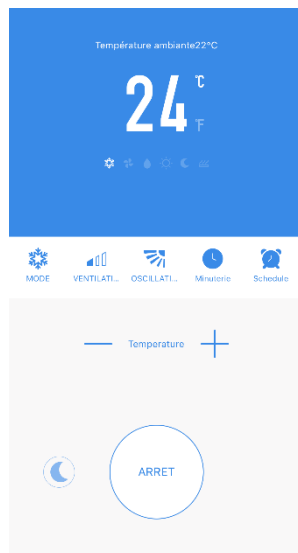 Température ambiante22°C
24 °C
°F
MODE VENTILATI... OSCILLATI... Minuterie Schedule
Temperature
ARRET